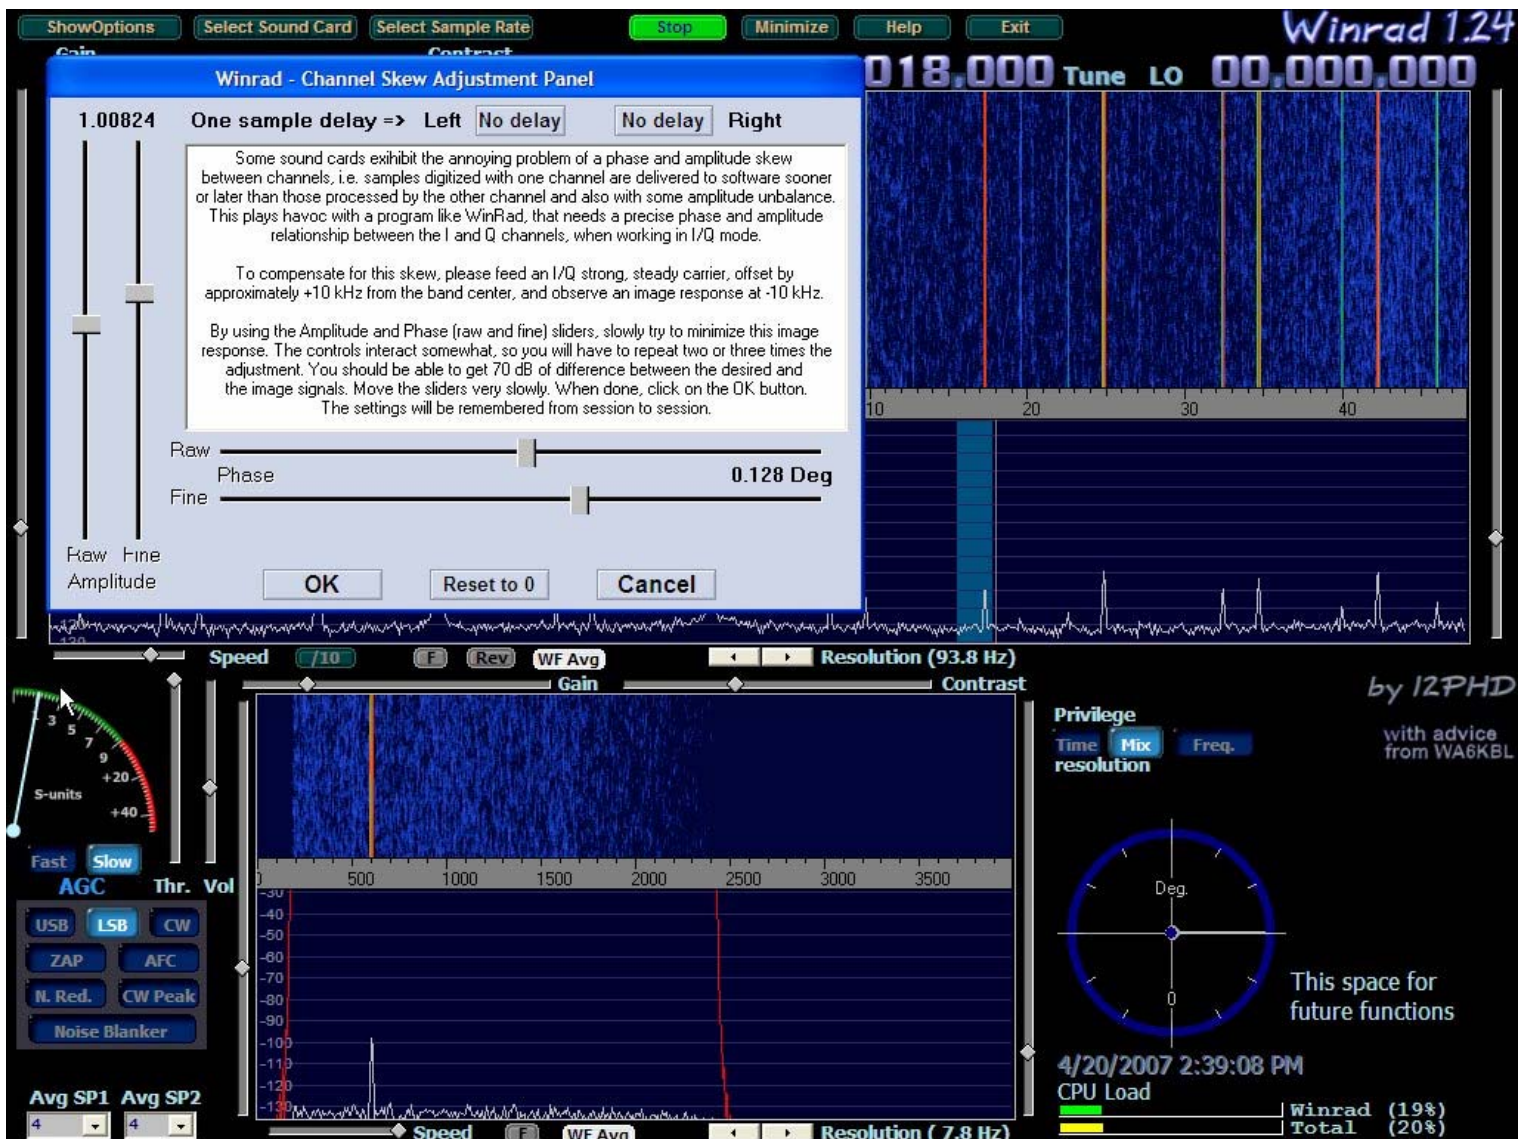 ShowOptions Select Sound Card Select Sample Rate Stop Minimize Help Exit
Winrad 1.24
Gain Contrast
018,000 Tune LO 00,000,000
Winrad - Channel Skew Adjustment Panel
1.00824 One sample delay => Left No delay No delay Right
Some sound cards exihibit the annoying problem of a phase and amplitude skew
between channels, i.e. samples digitized with one channel are delivered to software sooner
or later than those processed by the other channel and also with some amplitude unbalance.
This plays havoc with a program like WinRad, that needs a precise phase and amplitude
relationship between the I and Q channels, when working in I/Q mode.
To compensate for this skew, please feed an I/Q strong, steady carrier, offset by
approximately +10 kHz from the band center, and observe an image response at -10 kHz.
By using the Amplitude and Phase (raw and fine) sliders, slowly try to minimize this image
response. The controls interact somewhat, so you will have to repeat two or three times the
adjustment. You should be able to get 70 dB of difference between the desired and
the image signals. Move the sliders very slowly. When done, click on the OK button.
The settings will be remembered from session to session.
10 20 30 40
Raw
Phase 0.128 Deg
Fine
Raw Fine
Amplitude
OK Reset to 0 Cancel
-120
-130
Speed /10 F Rev WF Avg Resolution (93.8 Hz)
Gain Contrast
by I2PHD
with advice
from WA6KBL
Privilege
Time Mix Freq.
resolution
1 3 5 7 9 +20 +40
S-units
Fast Slow
AGC Thr. Vol
500 1000 1500 2000 2500 3000 3500
-30
-40
-50
-60
-70
-80
-90
-100
-110
-120
-130
USB LSB CW
ZAP AFC
N. Red. CW Peak
Noise Blanker
Deg.
0
This space for
future functions
4/20/2007 2:39:08 PM
CPU Load
Winrad (19%)
Total (20%)
Avg SP1 Avg SP2
4 4
Speed F WF Avg Resolution ( 7.8 Hz)